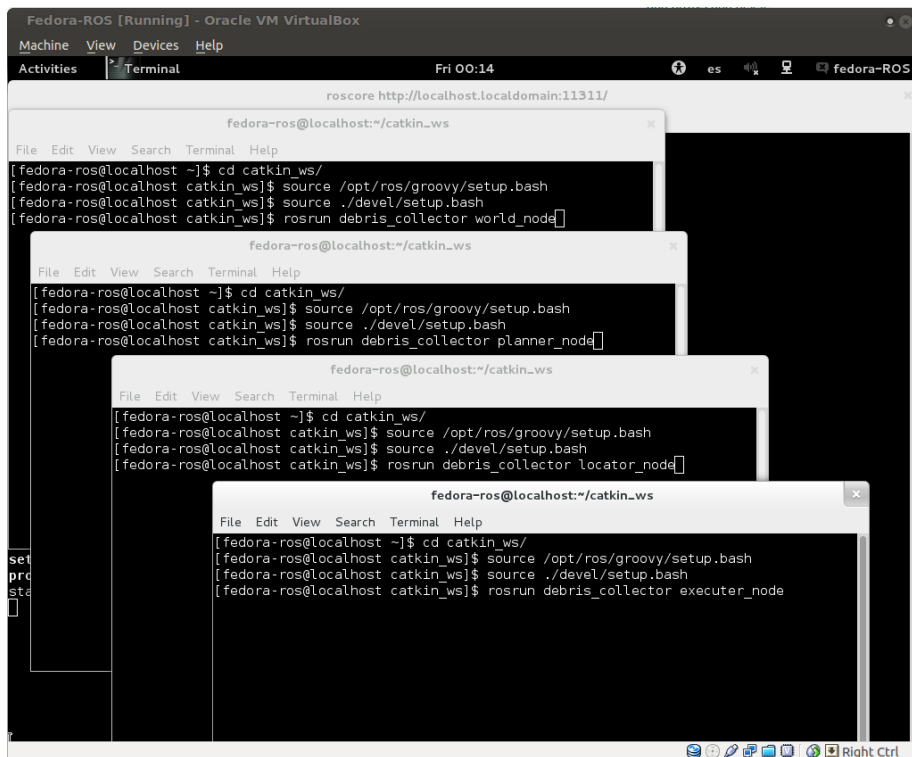 Fedora-ROS [Running] - Oracle VM VirtualBox
Machine View Devices Help
Activities Terminal Fri 00:14 es fedora-ROS
roscore http://localhost.localdomain:11311/
fedora-ros@localhost:~/catkin_ws
File Edit View Search Terminal Help
[fedora-ros@localhost ~]$ cd catkin_ws/
[fedora-ros@localhost catkin_ws]$ source /opt/ros/groovy/setup.bash
[fedora-ros@localhost catkin_ws]$ source ./devel/setup.bash
[fedora-ros@localhost catkin_ws]$ rosrun debris_collector world_node
fedora-ros@localhost:~/catkin_ws
File Edit View Search Terminal Help
[fedora-ros@localhost ~]$ cd catkin_ws/
[fedora-ros@localhost catkin_ws]$ source /opt/ros/groovy/setup.bash
[fedora-ros@localhost catkin_ws]$ source ./devel/setup.bash
[fedora-ros@localhost catkin_ws]$ rosrun debris_collector planner_node
fedora-ros@localhost:~/catkin_ws
File Edit View Search Terminal Help
[fedora-ros@localhost ~]$ cd catkin_ws/
[fedora-ros@localhost catkin_ws]$ source /opt/ros/groovy/setup.bash
[fedora-ros@localhost catkin_ws]$ source ./devel/setup.bash
[fedora-ros@localhost catkin_ws]$ rosrun debris_collector locator_node
fedora-ros@localhost:~/catkin_ws
File Edit View Search Terminal Help
[fedora-ros@localhost ~]$ cd catkin_ws/
[fedora-ros@localhost catkin_ws]$ source /opt/ros/groovy/setup.bash
[fedora-ros@localhost catkin_ws]$ source ./devel/setup.bash
[fedora-ros@localhost catkin_ws]$ rosrun debris_collector executer_node
set
pro
sta
Right Ctrl